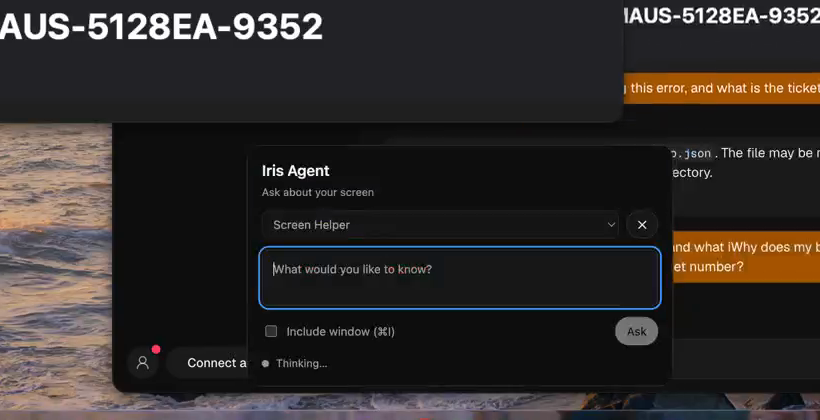 AUS-5128EA-9352
MAUS-5128EA-9352
this error, and what is the ticket
.json. The file may be
ectory.
and what iWhy does my
et number?
Iris Agent
Ask about your screen
Screen Helper
What would you like to know?
Include window (⌘I)
Ask
Thinking...
Connect a